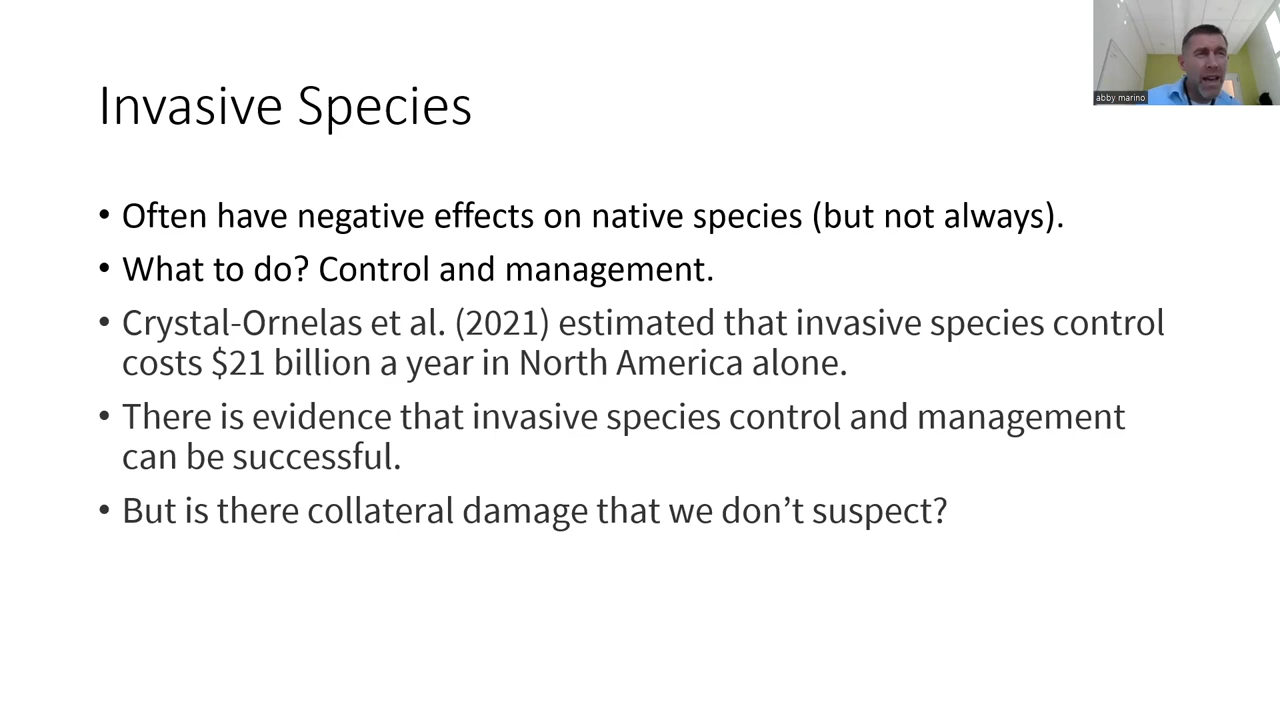 abby marino
Invasive Species
• Often have negative effects on native species (but not always).
• What to do? Control and management.
• Crystal-Ornelas et al. (2021) estimated that invasive species control
costs $21 billion a year in North America alone.
• There is evidence that invasive species control and management
can be successful.
• But is there collateral damage that we don’t suspect?